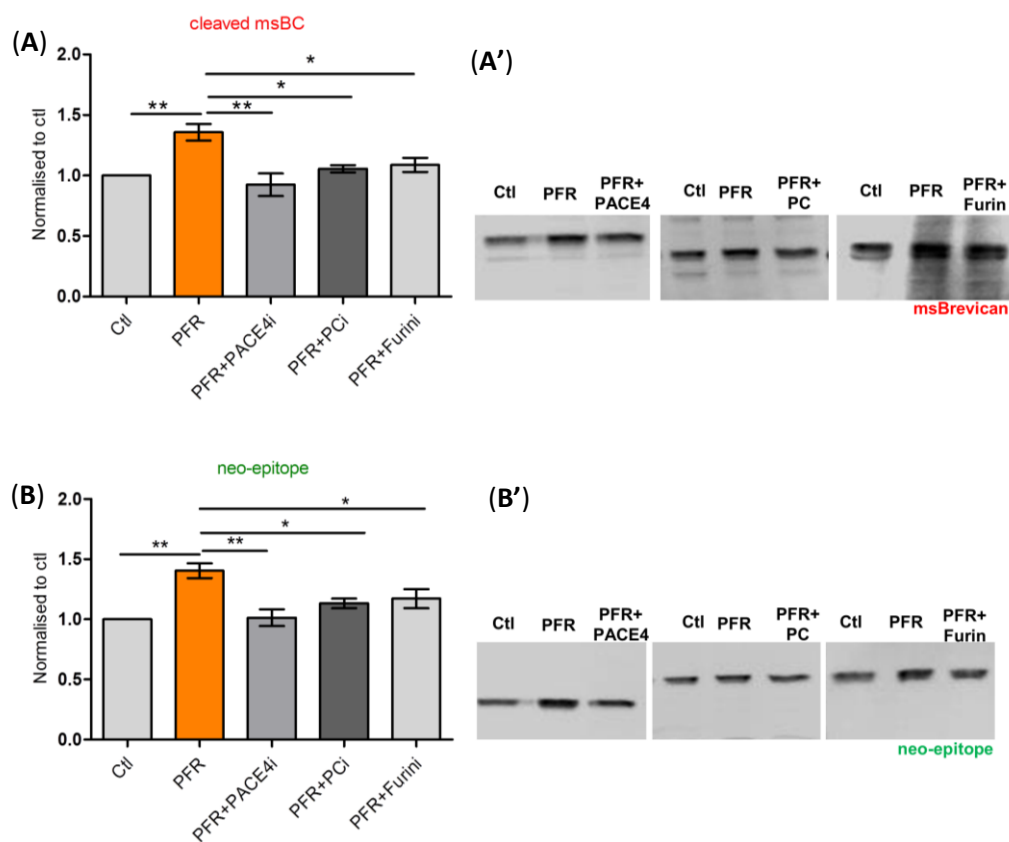 (A)
cleaved msBC
Normalised to ctl
2.0
1.5
1.0
0.5
0.0
**
**
*
*
Ctl
PFR
PFR+PACE4i
PFR+PCi
PFR+Furini
(A')
Ctl PFR PFR+
PACE4
Ctl PFR PFR+
PC
Ctl PFR PFR+
Furin
msBrevican
(B)
neo-epitope
Normalised to ctl
2.0
1.5
1.0
0.5
0.0
**
**
*
*
Ctl
PFR
PFR+PACE4i
PFR+PCi
PFR+Furini
(B')
Ctl PFR PFR+
PACE4
Ctl PFR PFR+
PC
Ctl PFR PFR+
Furin
neo-epitope